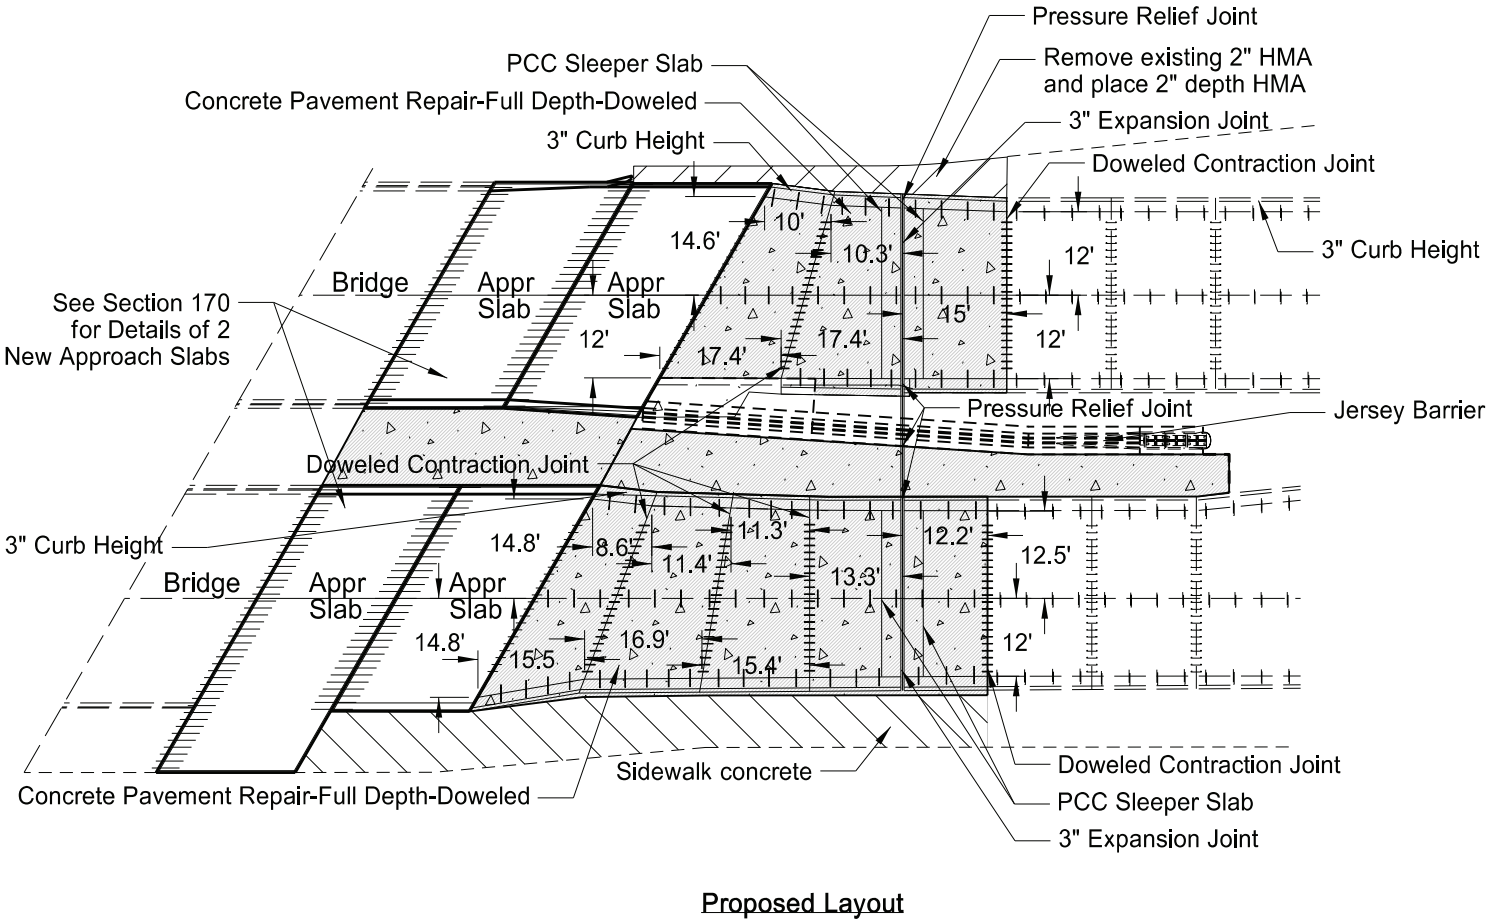 Pressure Relief Joint
PCC Sleeper Slab
Remove existing 2" HMA
and place 2" depth HMA
Concrete Pavement Repair-Full Depth-Doweled
3" Expansion Joint
3" Curb Height
Doweled Contraction Joint
10'
14.6'
10.3'
12'
3" Curb Height
Bridge
Appr
Slab
Appr
Slab
See Section 170
for Details of 2
New Approach Slabs
15'
12'
17.4'
17.4'
12'
Pressure Relief Joint
Jersey Barrier
Doweled Contraction Joint
3" Curb Height
14.8'
8.6'
11.3'
11.4'
12.2'
12.5'
13.3'
Bridge
Appr
Slab
Appr
Slab
14.8'
15.5
16.9'
15.4'
12'
Sidewalk concrete
Doweled Contraction Joint
Concrete Pavement Repair-Full Depth-Doweled
PCC Sleeper Slab
3" Expansion Joint
Proposed Layout